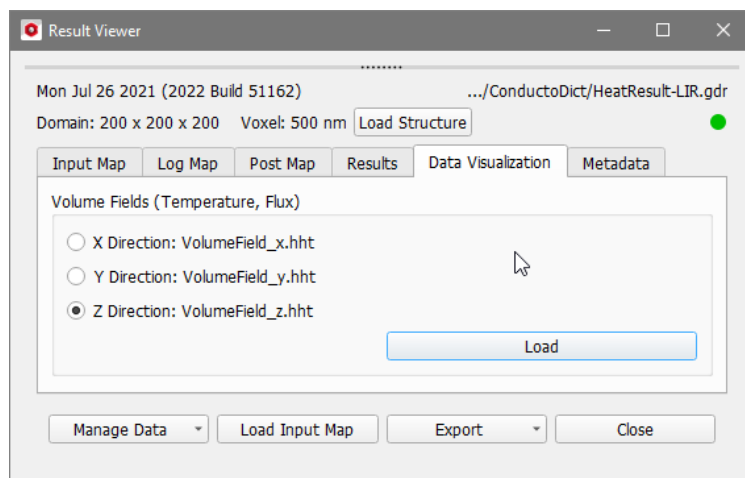 Result Viewer
Mon Jul 26 2021 (2022 Build 51162) .../ConductoDict/HeatResult-LIR.gdr
Domain: 200 x 200 x 200 Voxel: 500 nm Load Structure
Input Map Log Map Post Map Results Data Visualization Metadata
Volume Fields (Temperature, Flux)
X Direction: VolumeField_x.hht
Y Direction: VolumeField_y.hht
Z Direction: VolumeField_z.hht
Load
Manage Data Load Input Map Export Close